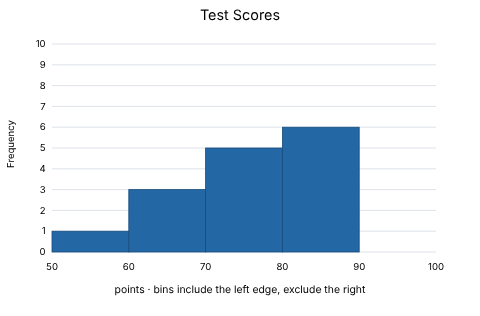 Test Scores
Frequency
10
9
8
7
6
5
4
3
2
1
0
50 60 70 80 90 100
points · bins include the left edge, exclude the right